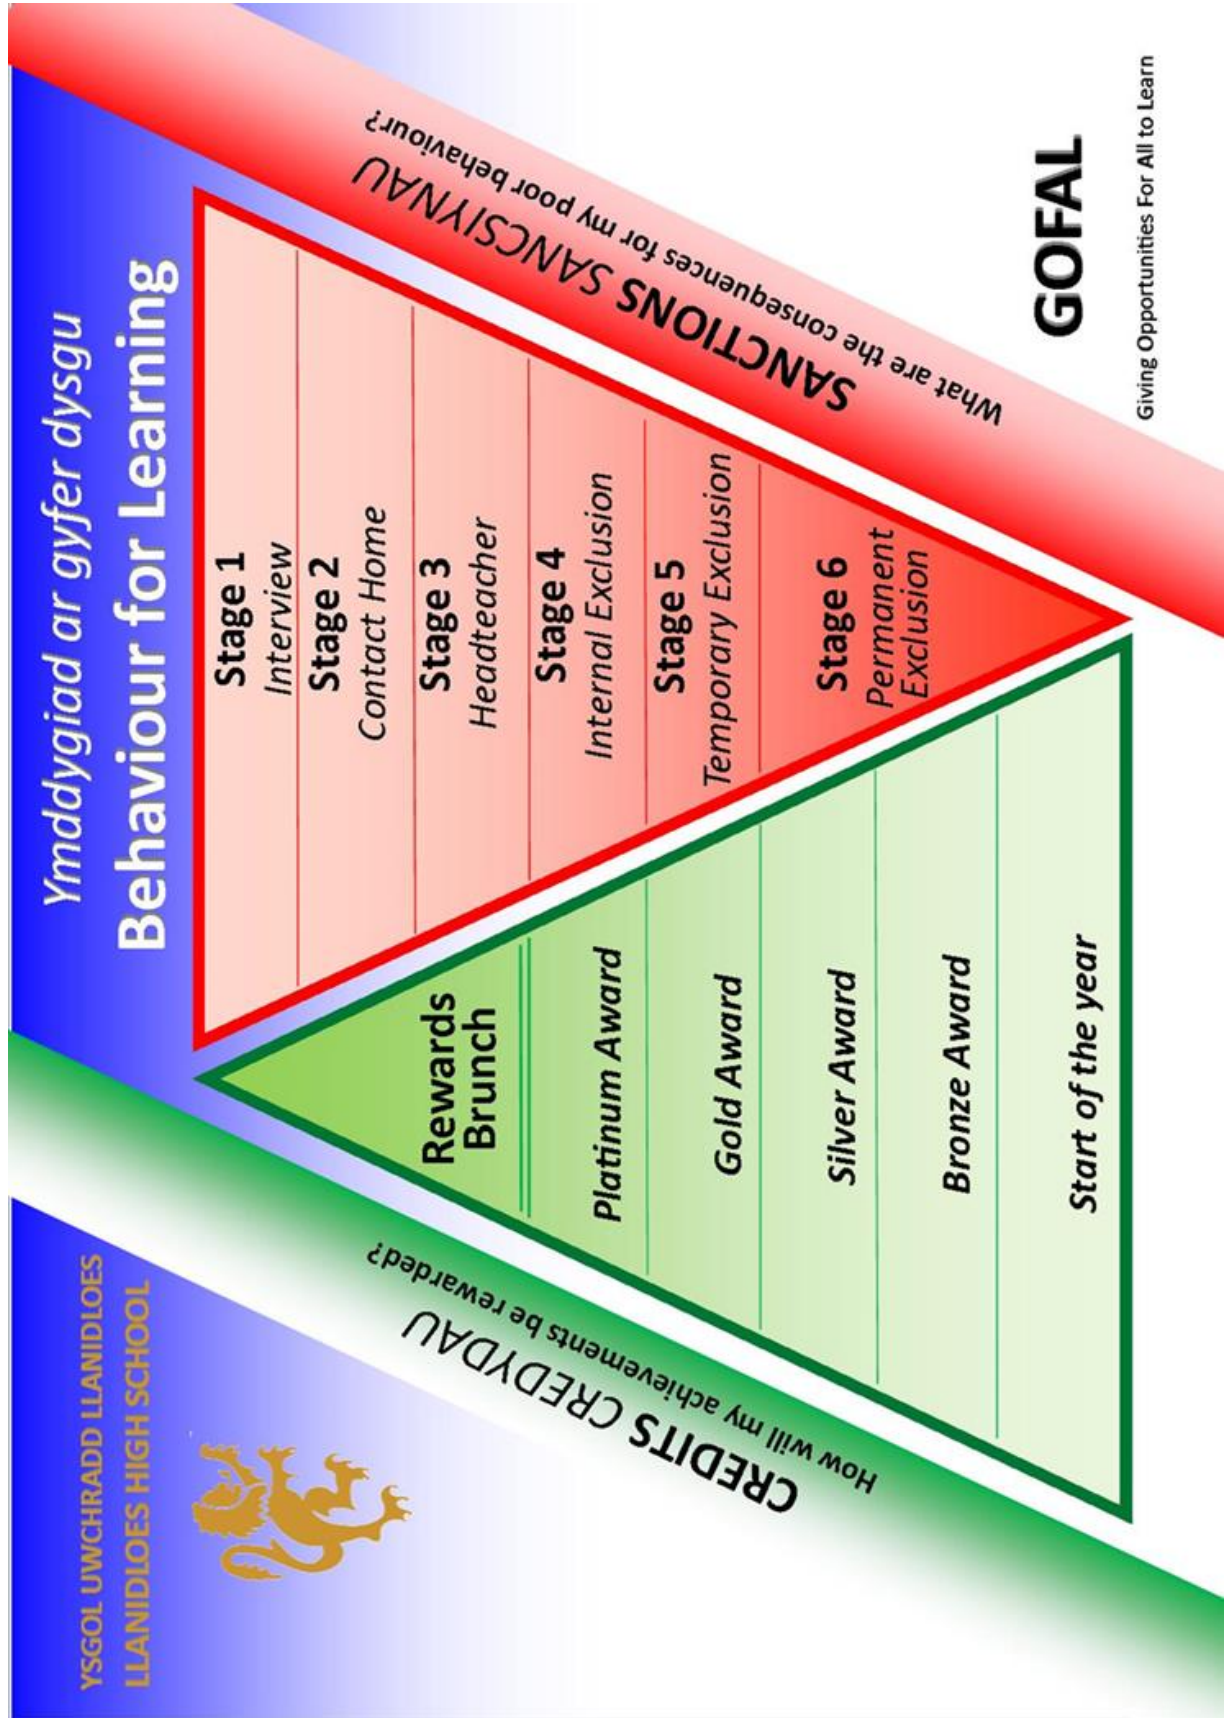 YSGOL UWCHRADD LLANIDLOES
LLANIDLOES HIGH SCHOOL
Ymddygiad ar gyfer dysgu
Behaviour for Learning
CREDITS CREDYDAU
How will my achievements be rewarded?
Rewards
Brunch
Platinum Award
Gold Award
Silver Award
Bronze Award
Start of the year
Stage 1
Interview
Stage 2
Contact Home
Stage 3
Headteacher
Stage 4
Internal Exclusion
Stage 5
Temporary Exclusion
Stage 6
Permanent
Exclusion
SANCTIONS SANCSIYNAU
What are the consequences for my poor behaviour?
GOFAL
Giving Opportunities For All to Learn